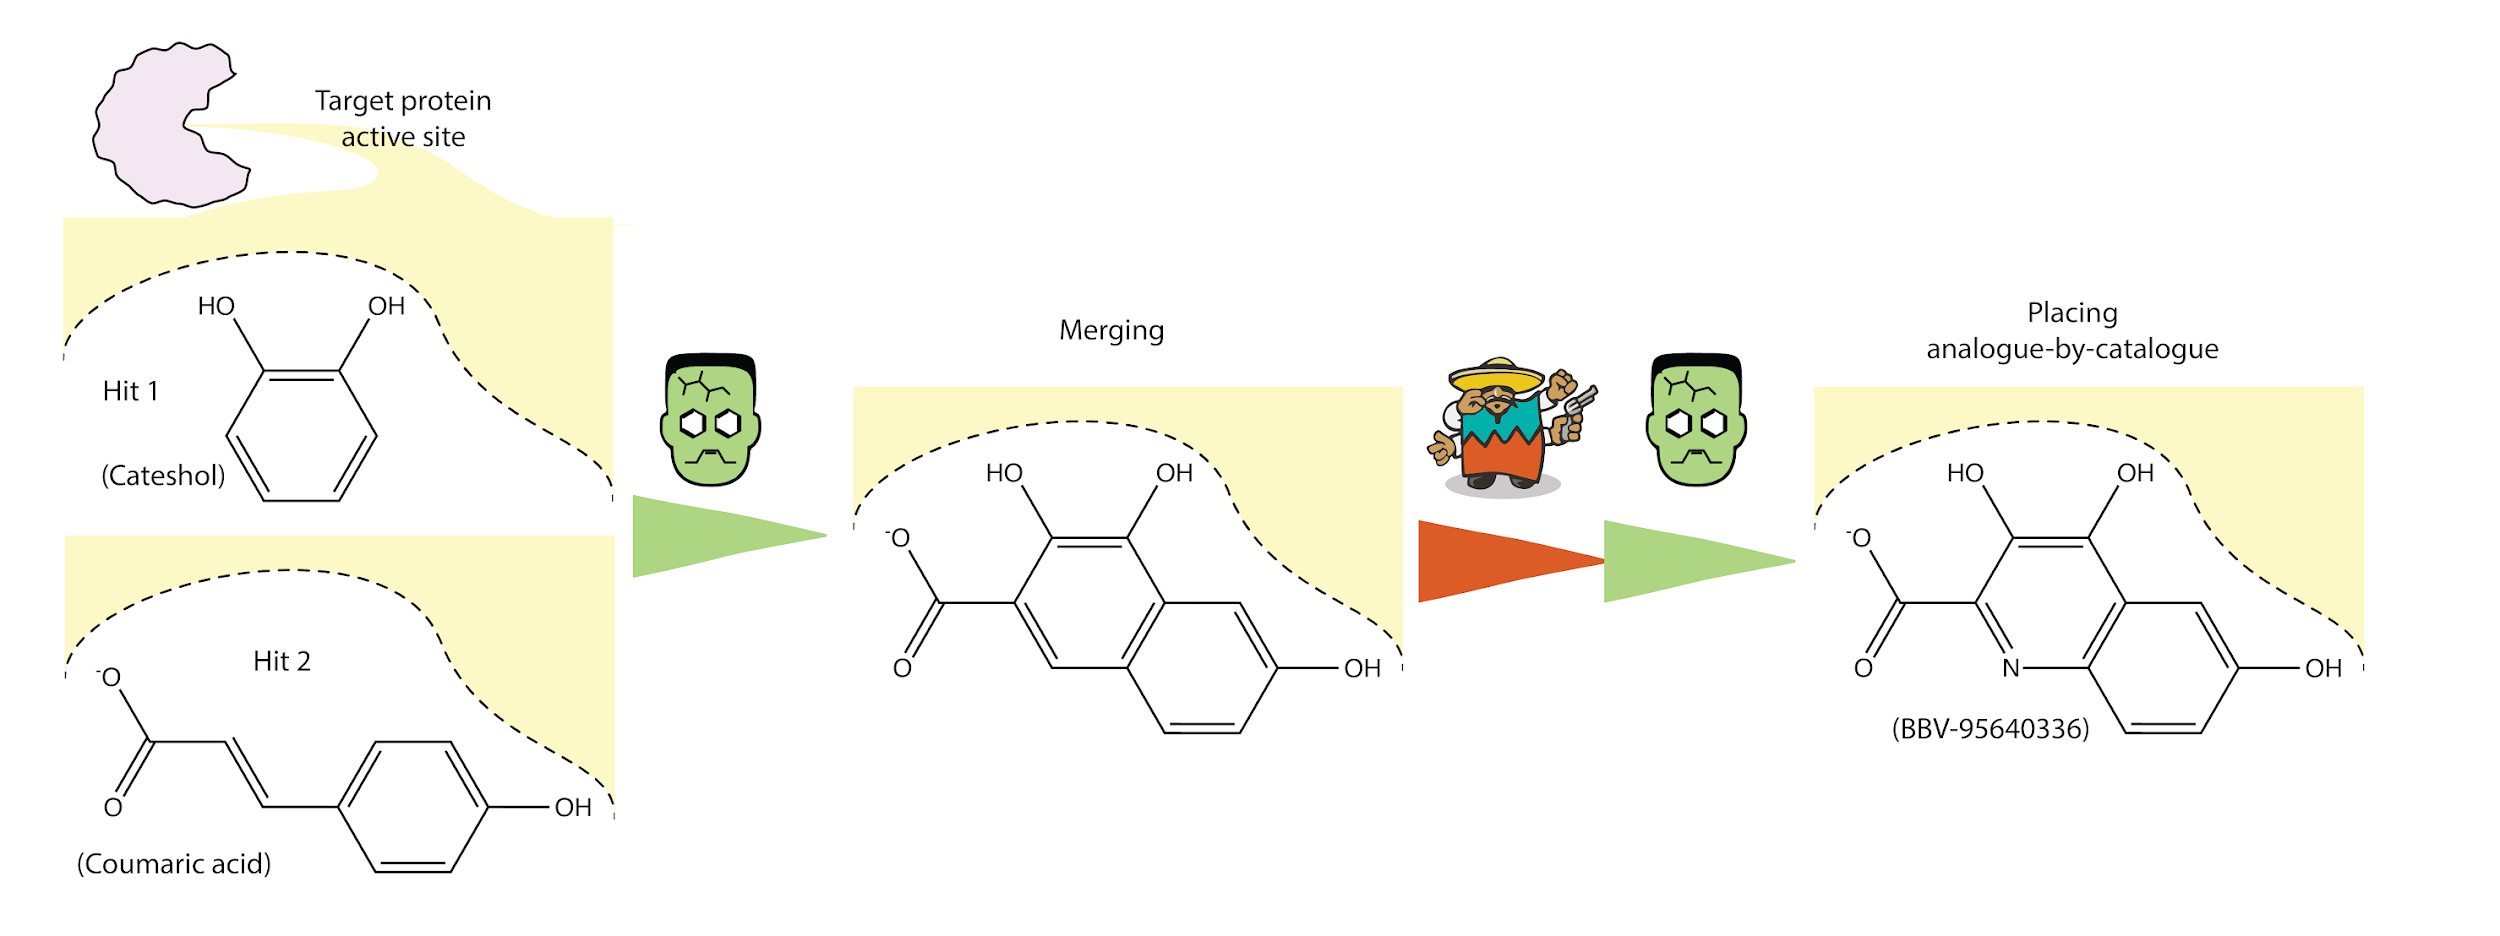 Target protein
active site
HO
OH
Hit 1
(Cateshol)
Hit 2
-O
O
OH
(Coumaric acid)
Merging
HO
OH
-O
O
OH
Placing
analogue-by-catalogue
HO
OH
-O
O
N
OH
(BBV-95640336)